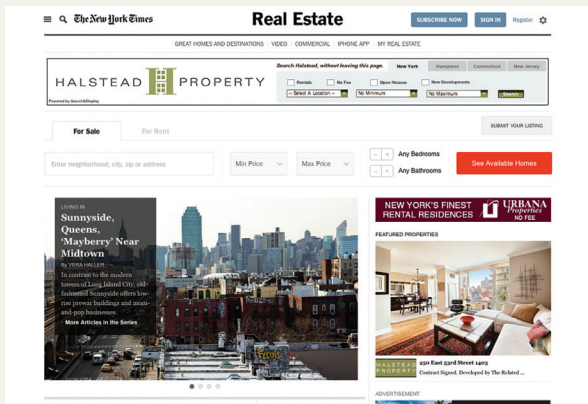 The New York Times
Real Estate
SUBSCRIBE NOW
SIGN IN
Register
GREAT HOMES AND DESTINATIONS
VIDEO
COMMERCIAL
IPHONE APP
MY REAL ESTATE
HALSTEAD H PROPERTY
Powered by Search&Display
Search Halstead, without leaving this page.
New York
Hamptons
Connecticut
New Jersey
Rentals
No Fee
Open Houses
New Developments
-- Select A Location --
No Minimum
No Maximum
Search
For Sale
For Rent
SUBMIT YOUR LISTING
Enter neighborhood, city, zip or address
Min Price
Max Price
- + Any Bedrooms
- + Any Bathrooms
See Available Homes
LIVING IN
Sunnyside,
Queens,
‘Mayberry’ Near
Midtown
By VERA HALLER
In contrast to the modern
towers of Long Island City, old-
fashioned Sunnyside offers low-
rise prewar buildings and mom-
and-pop businesses.
· More Articles in the Series
NEW YORK'S FINEST
RENTAL RESIDENCES
URBANA
Properties
NO FEE
FEATURED PROPERTIES
HALSTEAD
PROPERTY
250 East 53rd Street 1403
Contract Signed. Developed by The Related ...
ADVERTISEMENT